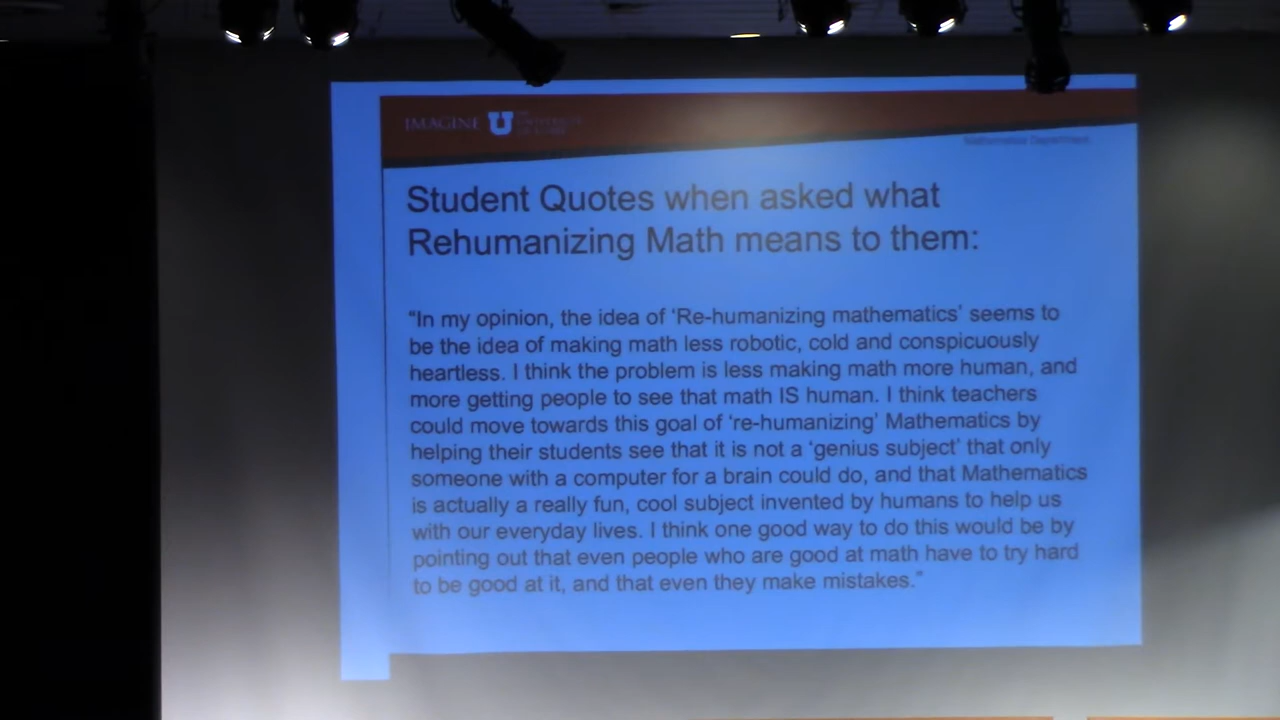 IMAGINE U THE UNIVERSITY OF UTAH
Mathematics Department
Student Quotes when asked what
Rehumanizing Math means to them:
“In my opinion, the idea of ‘Re-humanizing mathematics’ seems to
be the idea of making math less robotic, cold and conspicuously
heartless. I think the problem is less making math more human, and
more getting people to see that math IS human. I think teachers
could move towards this goal of ‘re-humanizing’ Mathematics by
helping their students see that it is not a ‘genius subject’ that only
someone with a computer for a brain could do, and that Mathematics
is actually a really fun, cool subject invented by humans to help us
with our everyday lives. I think one good way to do this would be by
pointing out that even people who are good at math have to try hard
to be good at it, and that even they make mistakes.”